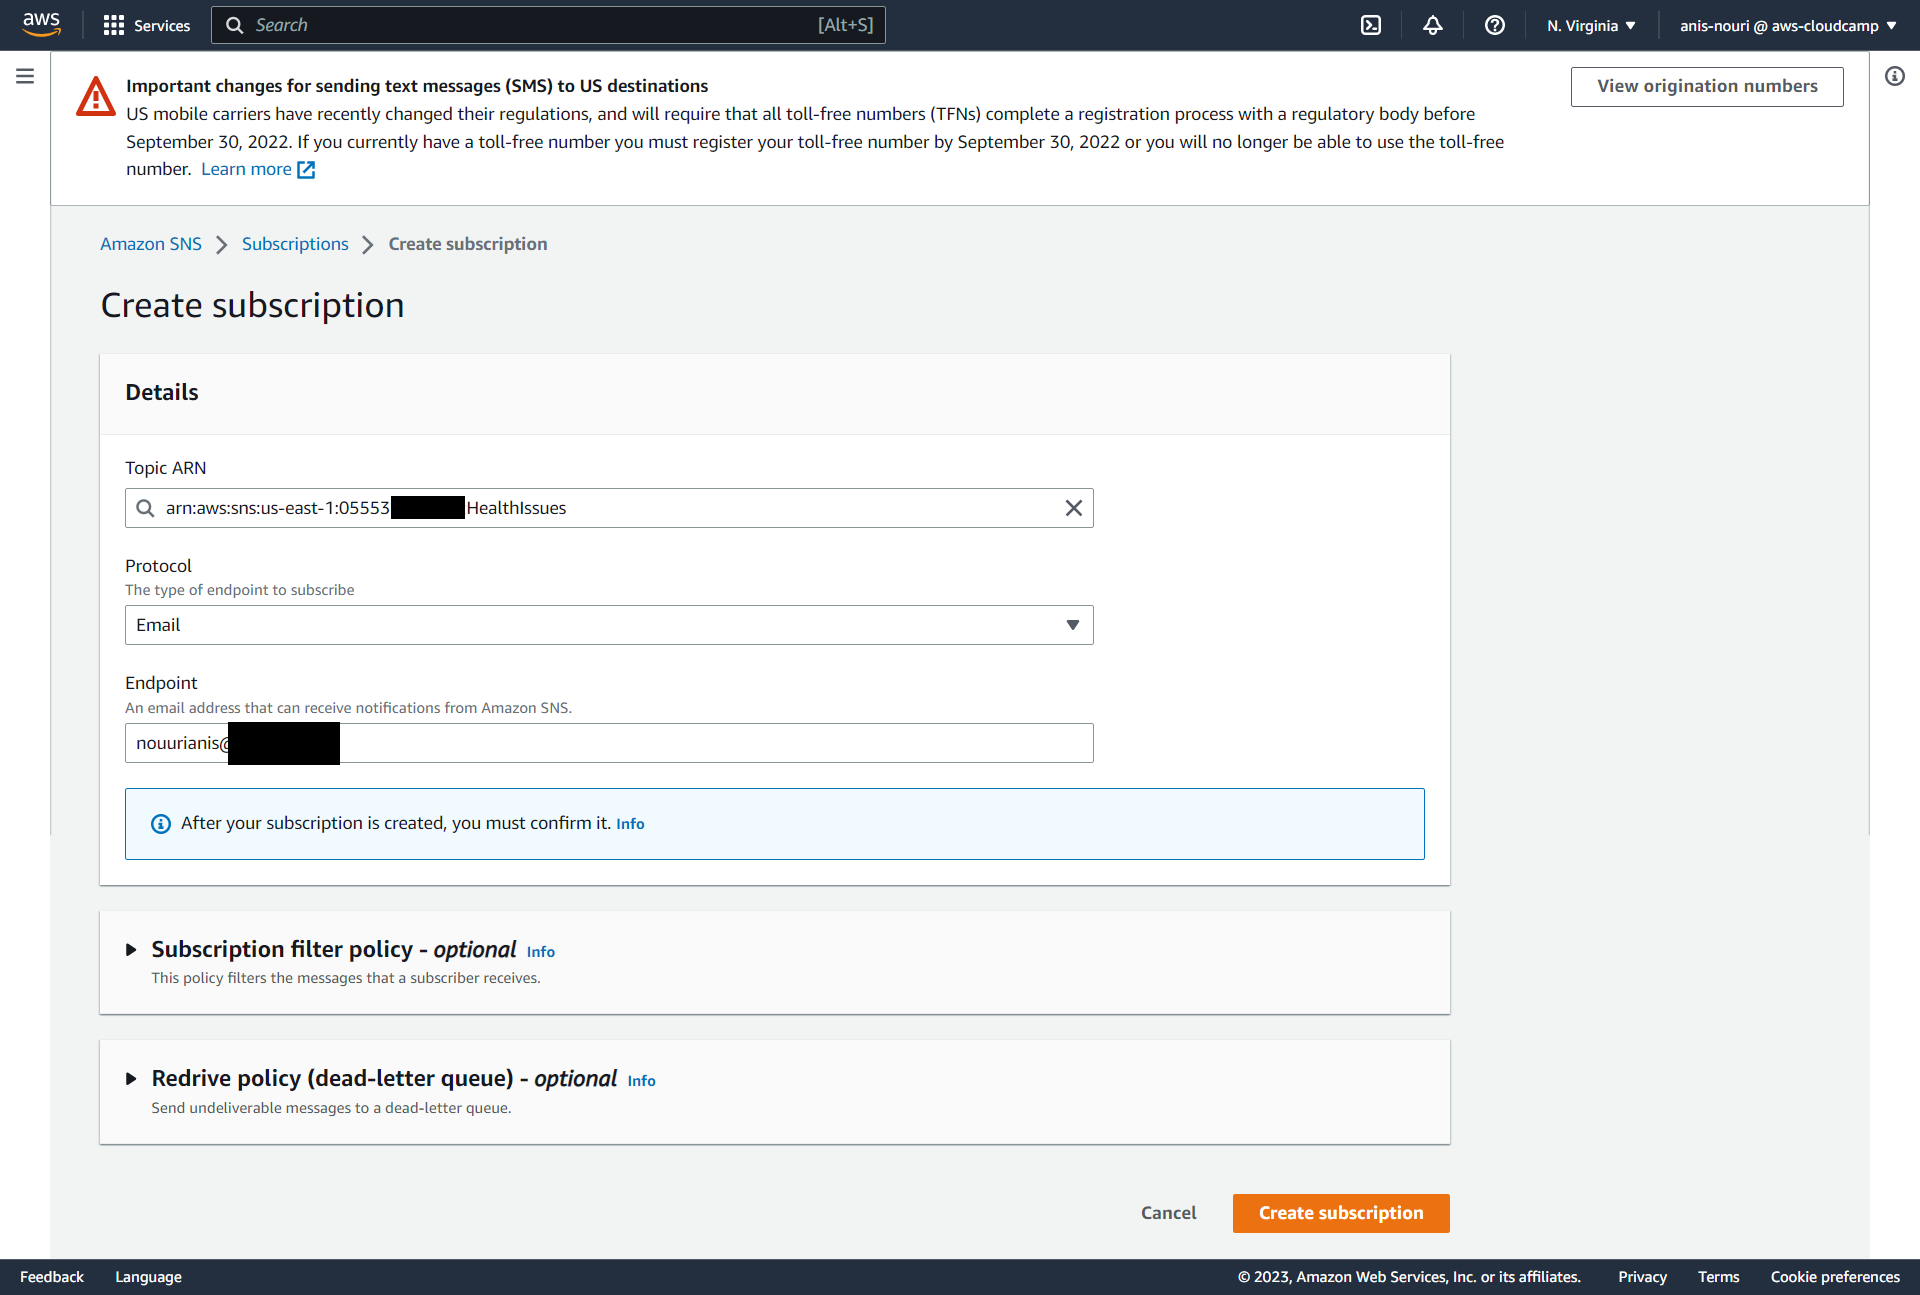 aws
Services
Search [Alt+S]
N. Virginia
anis-nouri @ aws-cloudcamp
Important changes for sending text messages (SMS) to US destinations
US mobile carriers have recently changed their regulations, and will require that all toll-free numbers (TFNs) complete a registration process with a regulatory body before
September 30, 2022. If you currently have a toll-free number you must register your toll-free number by September 30, 2022 or you will no longer be able to use the toll-free
number. Learn more
View origination numbers
Amazon SNS
Subscriptions
Create subscription
Create subscription
Details
Topic ARN
arn:aws:sns:us-east-1:05553 HealthIssues
Protocol
The type of endpoint to subscribe
Email
Endpoint
An email address that can receive notifications from Amazon SNS.
nouurianis@
After your subscription is created, you must confirm it. Info
Subscription filter policy - optional Info
This policy filters the messages that a subscriber receives.
Redrive policy (dead-letter queue) - optional Info
Send undeliverable messages to a dead-letter queue.
Cancel
Create subscription
Feedback
Language
© 2023, Amazon Web Services, Inc. or its affiliates.
Privacy
Terms
Cookie preferences